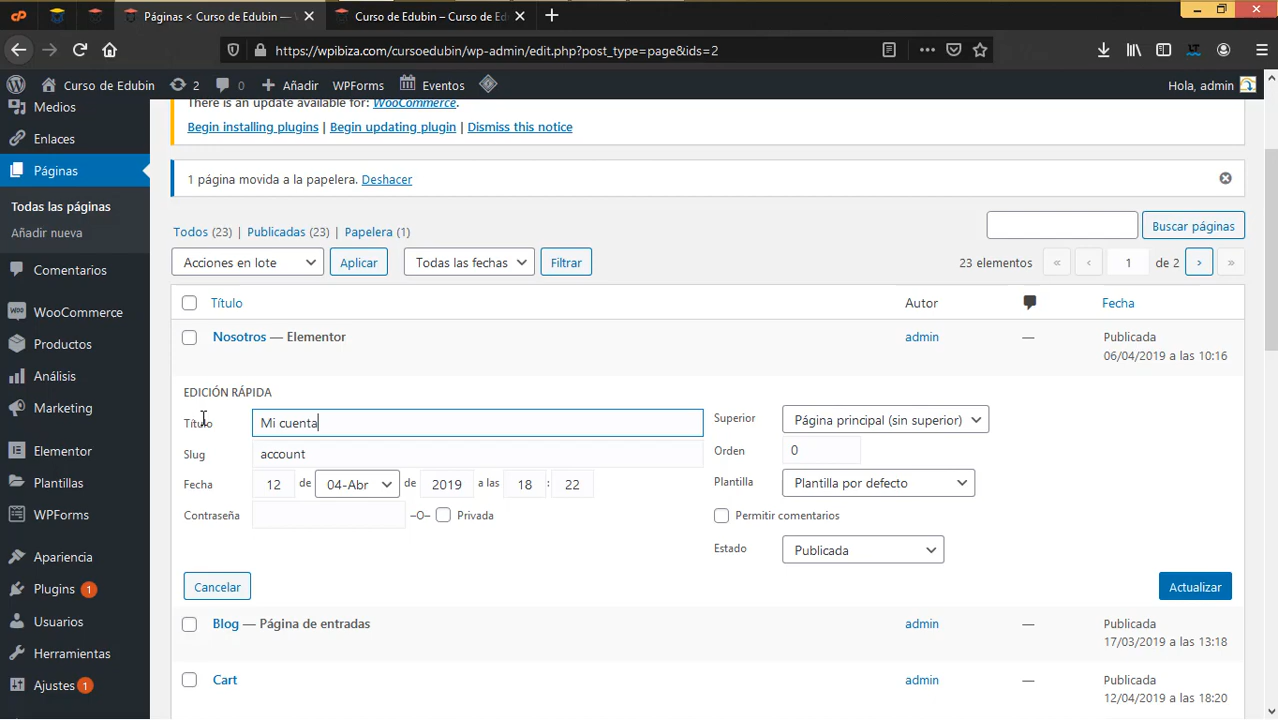 Páginas < Curso de Edubin —
Curso de Edubin – Curso de Ed
https://wpibiza.com/cursoedubin/wp-admin/edit.php?post_type=page&ids=2
Curso de Edubin
2
0
Añadir
WPForms
Eventos
Hola, admin
Medios
Enlaces
Páginas
Todas las páginas
Añadir nueva
Comentarios
WooCommerce
Productos
Análisis
Marketing
Elementor
Plantillas
WPForms
Apariencia
Plugins 1
Usuarios
Herramientas
Ajustes 1
There is an update available for: WooCommerce.
Begin installing plugins | Begin updating plugin | Dismiss this notice
1 página movida a la papelera. Deshacer
Todos (23) | Publicadas (23) | Papelera (1)
Buscar páginas
Acciones en lote
Aplicar
Todas las fechas
Filtrar
23 elementos « ‹ 1 de 2 › »
Título
Autor
Fecha
Nosotros — Elementor
admin
—
Publicada
06/04/2019 a las 10:16
EDICIÓN RÁPIDA
Título
Mi cuenta
Slug
account
Fecha
12 de 04-Abr de 2019 a las 18 : 22
Contraseña
–O–
Privada
Superior
Página principal (sin superior)
Orden
0
Plantilla
Plantilla por defecto
Permitir comentarios
Estado
Publicada
Cancelar
Actualizar
Blog — Página de entradas
admin
—
Publicada
17/03/2019 a las 13:18
Cart
admin
—
Publicada
12/04/2019 a las 18:20